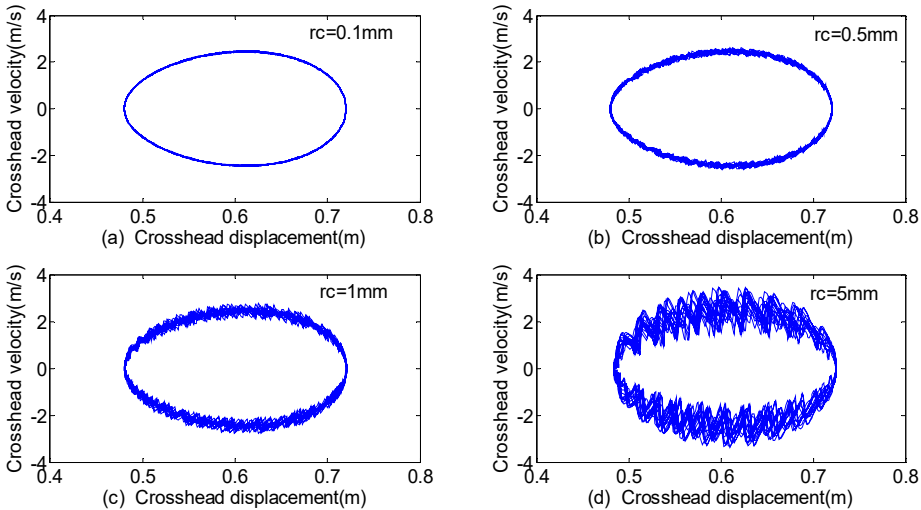 rc=0.1mm
Crosshead velocity(m/s)
4
2
0
-2
-4
0.4 0.5 0.6 0.7 0.8
(a) Crosshead displacement(m)
rc=0.5mm
Crosshead velocity(m/s)
4
2
0
-2
-4
0.4 0.5 0.6 0.7 0.8
(b) Crosshead displacement(m)
rc=1mm
Crosshead velocity(m/s)
4
2
0
-2
-4
0.4 0.5 0.6 0.7 0.8
(c) Crosshead displacement(m)
rc=5mm
Crosshead velocity(m/s)
4
2
0
-2
-4
0.4 0.5 0.6 0.7 0.8
(d) Crosshead displacement(m)